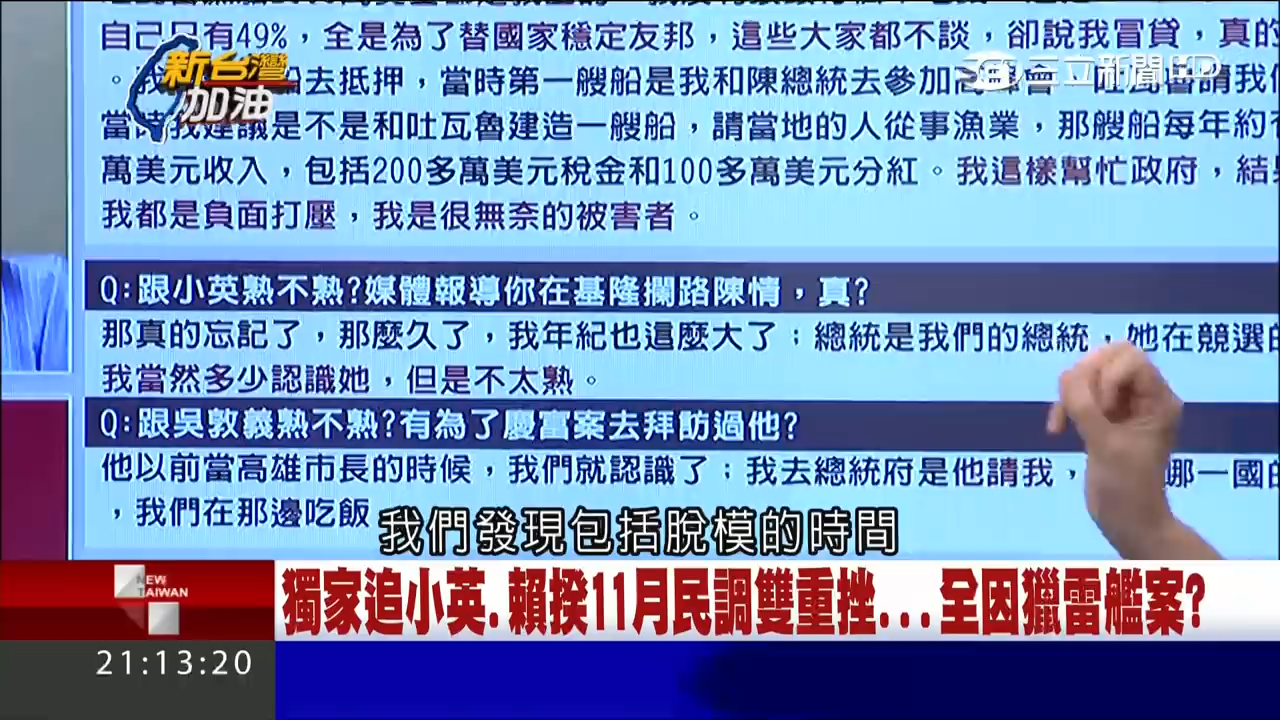 自己只有49%，全是為了替國家穩定友邦，這些大家都不談，卻說我冒貸，真的
去抵押，當時第一艘船是我和陳總統去參加高峰會，吐瓦魯請我們
當時我建議是不是和吐瓦魯建造一艘船，請當地的人從事漁業，那艘船每年約
萬美元收入，包括200多萬美元稅金和100多萬美元分紅。我這樣幫忙政府，結果
我都是負面打壓，我是很無奈的被害者。
新台灣加油
三立新聞HD
Q:跟小英熟不熟?媒體報導你在基隆攔路陳情，真?
那真的忘記了，那麼久了，我年紀也這麼大了；總統是我們的總統，她在競選的
我當然多少認識她，但是不太熟。
Q:跟吳敦義熟不熟?有為了慶富案去拜訪過他?
他以前當高雄市長的時候，我們就認識了；我去總統府是他請我，哪一國的
，我們在那邊吃飯
我們發現包括脫模的時間
NEW TAIWAN
獨家追小英.賴揆11月民調雙重挫...全因獵雷艦案?
21:13:20